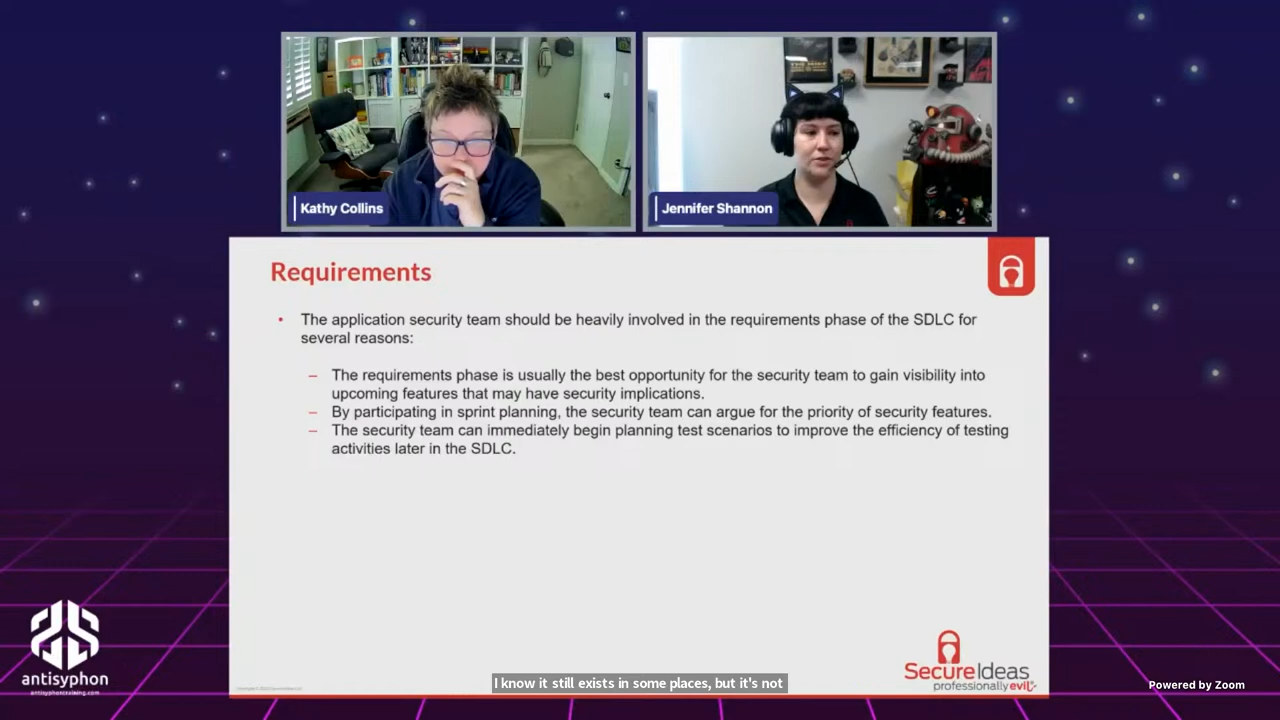 Kathy Collins
Jennifer Shannon
Requirements
• The application security team should be heavily involved in the requirements phase of the SDLC for
several reasons:
– The requirements phase is usually the best opportunity for the security team to gain visibility into
upcoming features that may have security implications.
– By participating in sprint planning, the security team can argue for the priority of security features.
– The security team can immediately begin planning test scenarios to improve the efficiency of testing
activities later in the SDLC.
antisyphon
antisyphontraining.com
SecureIdeas
professionally evil
I know it still exists in some places, but it's not
Powered by Zoom